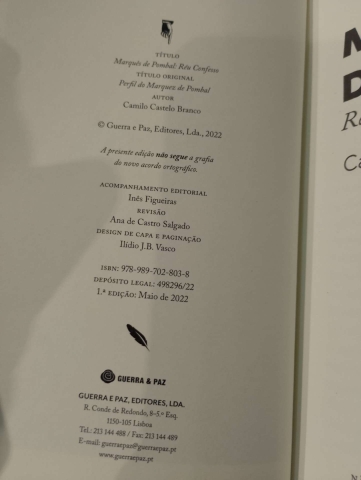 TÍTULO
Marquês de Pombal: Réu Confesso
TÍTULO ORIGINAL
Perfil do Marquez de Pombal
AUTOR
Camilo Castelo Branco
© Guerra e Paz, Editores, Lda., 2022
A presente edição não segue a grafia
do novo acordo ortográfico.
ACOMPANHAMENTO EDITORIAL
Inês Figueiras
REVISÃO
Ana de Castro Salgado
DESIGN DE CAPA E PAGINAÇÃO
Ilídio J.B. Vasco
ISBN: 978-989-702-803-8
DEPÓSITO LEGAL: 498296/22
1.ª EDIÇÃO: Maio de 2022
GUERRA & PAZ
GUERRA E PAZ, EDITORES, LDA.
R. Conde de Redondo, 8-5.º Esq.
1150-105 Lisboa
Tel.: 213 144 488 / Fax: 213 144 489
E-mail: guerraepaz@guerraepaz.pt
www.guerraepaz.pt